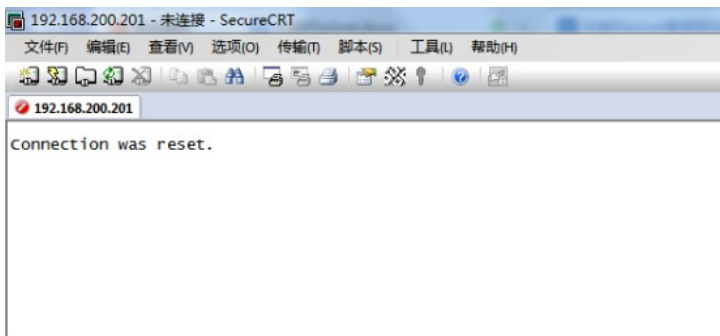 192.168.200.201 - 未连接 - SecureCRT
文件(F) 编辑(E) 查看(V) 选项(O) 传输(T) 脚本(S) 工具(L) 帮助(H)
192.168.200.201
Connection was reset.